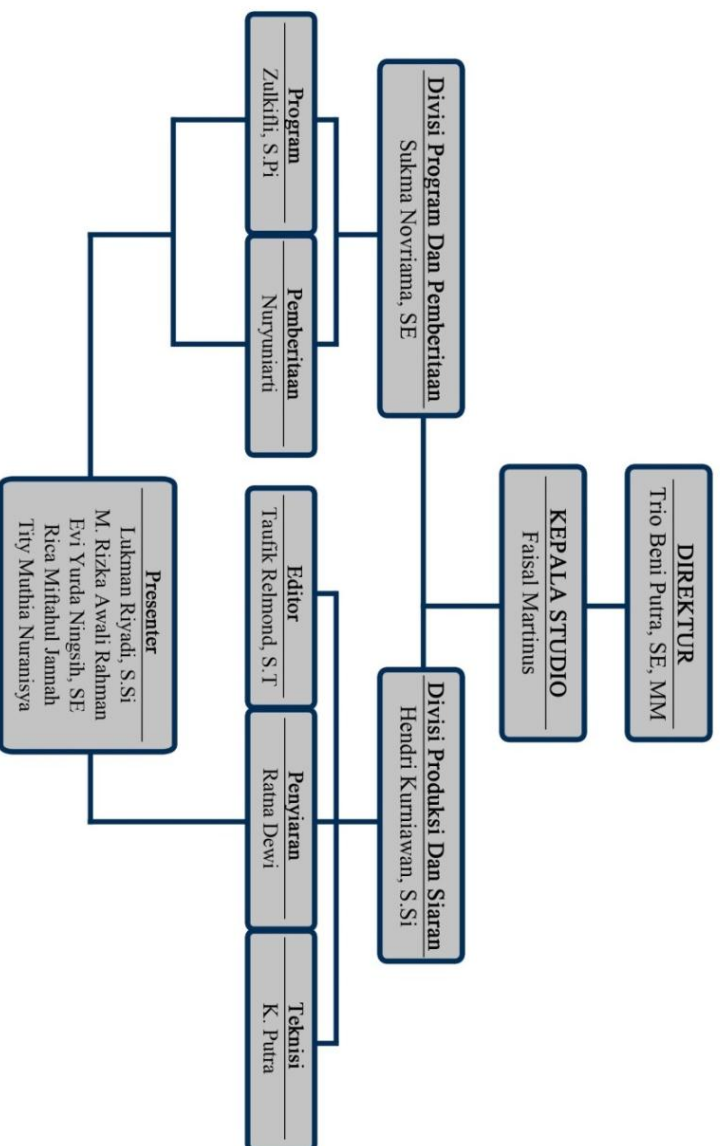 DIREKTUR
Trio Beni Putra, SE, MM
KEPALA STUDIO
Faisal Martinus
Divisi Program Dan Pemberitaan
Sukma Novriama, SE
Divisi Produksi Dan Siaran
Hendri Kurniawan, S.Si
Program
Zulkifli, S.Pi
Pemberitaan
Nuryuniarti
Editor
Taufik Relmond, S.T
Penyiaran
Ratna Dewi
Teknisi
K. Putra
Presenter
Lukman Riyadi, S.Si
M. Rizka Awali Rahman
Evi Yurda Ningsih, SE
Rica Miftahul Jannah
Tity Muthia Nuranisya